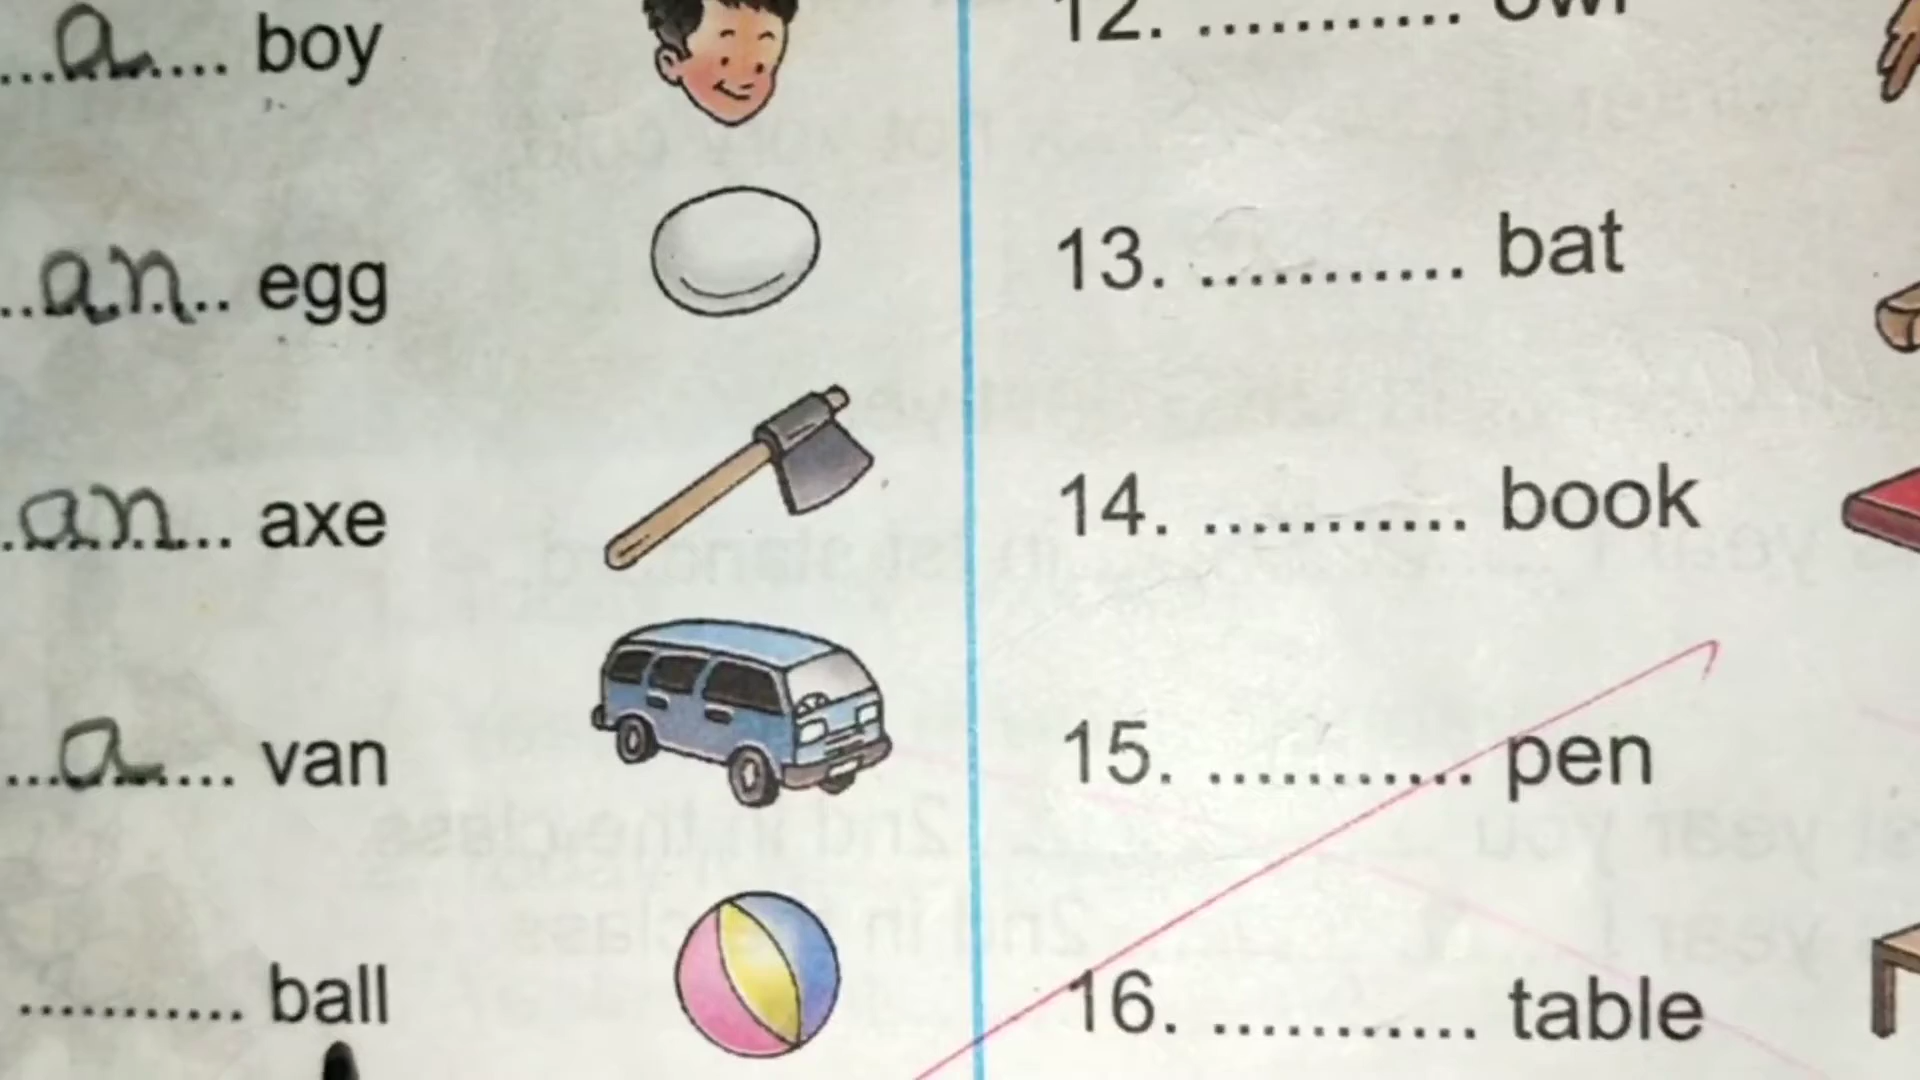 ...a.... boy
..an.. egg
.an.. axe
...a.... van
........... ball
12. ........... owl
13. ........... bat
14. ........... book
15. ........... pen
16. ........... table